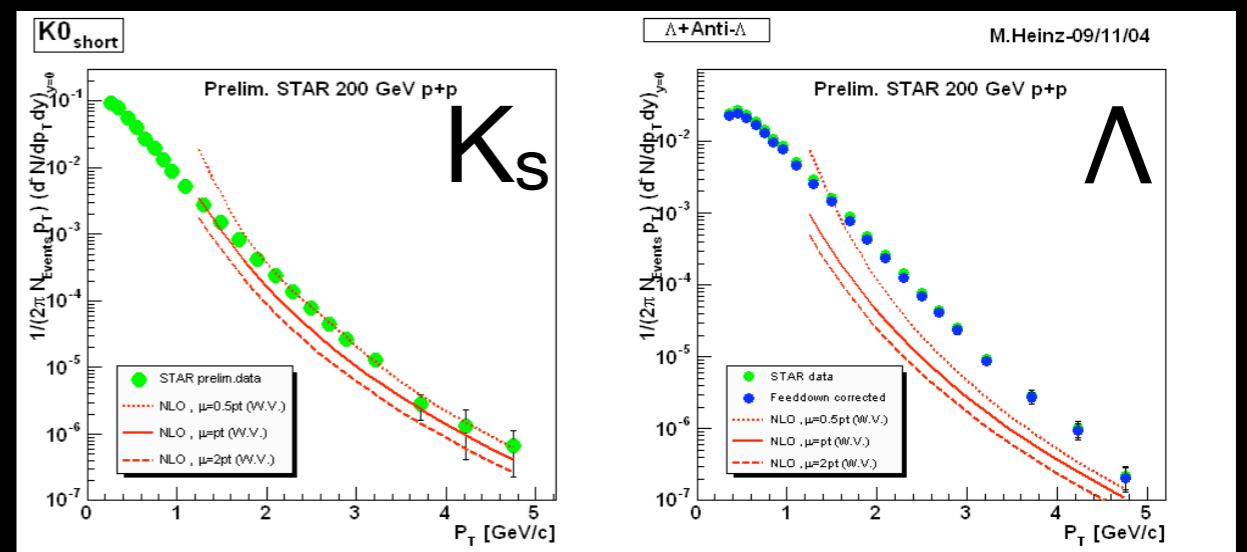 K0short
Prelim. STAR 200 GeV p+p
Ks
1/(2π NEvents pT) (d²N/dpT dy)y=0
10-1
10-2
10-3
10-4
10-5
10-6
10-7
STAR prelim.data
NLO , μ=0.5pt (W.V.)
NLO , μ=pt (W.V.)
NLO , μ=2pt (W.V.)
0 1 2 3 4 5
PT [GeV/c]
Λ+Anti-Λ
M.Heinz-09/11/04
Prelim. STAR 200 GeV p+p
Λ
1/(2π NEvents pT) (d²N/dpT dy)y=0
10-2
10-3
10-4
10-5
10-6
10-7
STAR data
Feeddown corrected
NLO , μ=0.5pt (W.V.)
NLO , μ=pt (W.V.)
NLO , μ=2pt (W.V.)
0 1 2 3 4 5
PT [GeV/c]